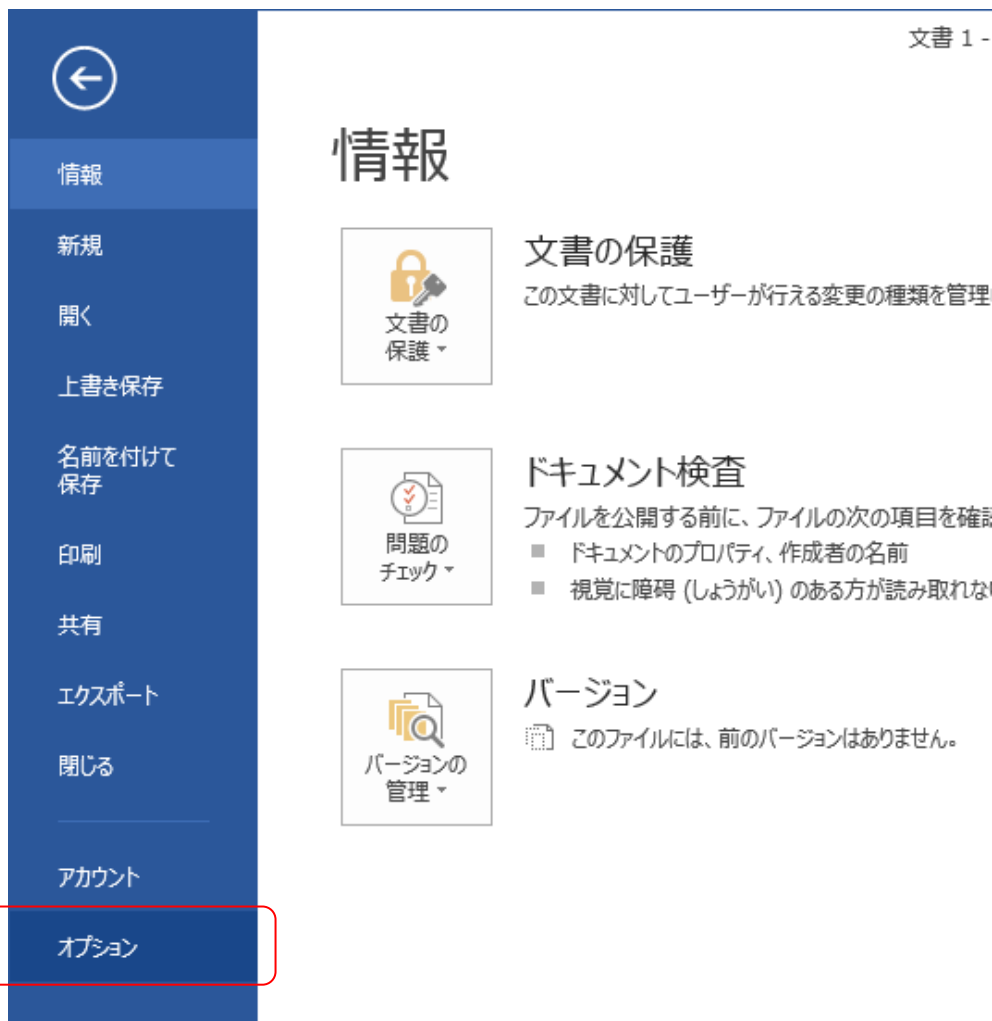 文書 1 -
情報
新規
開く
上書き保存
名前を付けて
保存
印刷
共有
エクスポート
閉じる
アカウント
オプション
情報
文書の
保護
文書の保護
この文書に対してユーザーが行える変更の種類を管理
問題の
チェック
ドキュメント検査
ファイルを公開する前に、ファイルの次の項目を確認
ドキュメントのプロパティ、作成者の名前
視覚に障碍 (しょうがい) のある方が読み取れな
バージョンの
管理
バージョン
このファイルには、前のバージョンはありません。